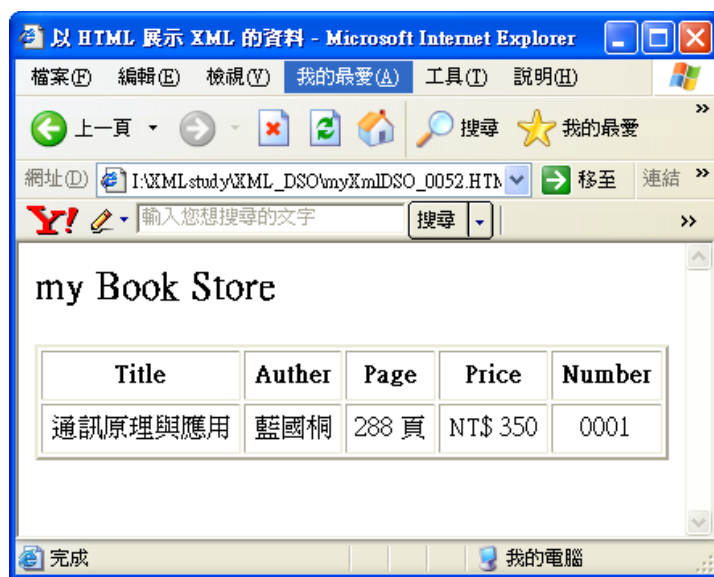 以 HTML 展示 XML 的資料 - Microsoft Internet Explorer
檔案(F) 編輯(E) 檢視(V) 我的最愛(A) 工具(T) 說明(H)
上一頁 搜尋 我的最愛 »
網址(D) I:\XMLstudy\XML_DSO\myXmlDSO_0052.HTM 移至 連結 »
Y! 輸入您想搜尋的文字 搜尋 »
my Book Store
Title Auther Page Price Number
通訊原理與應用 藍國桐 288 頁 NT$ 350 0001
完成 我的電腦